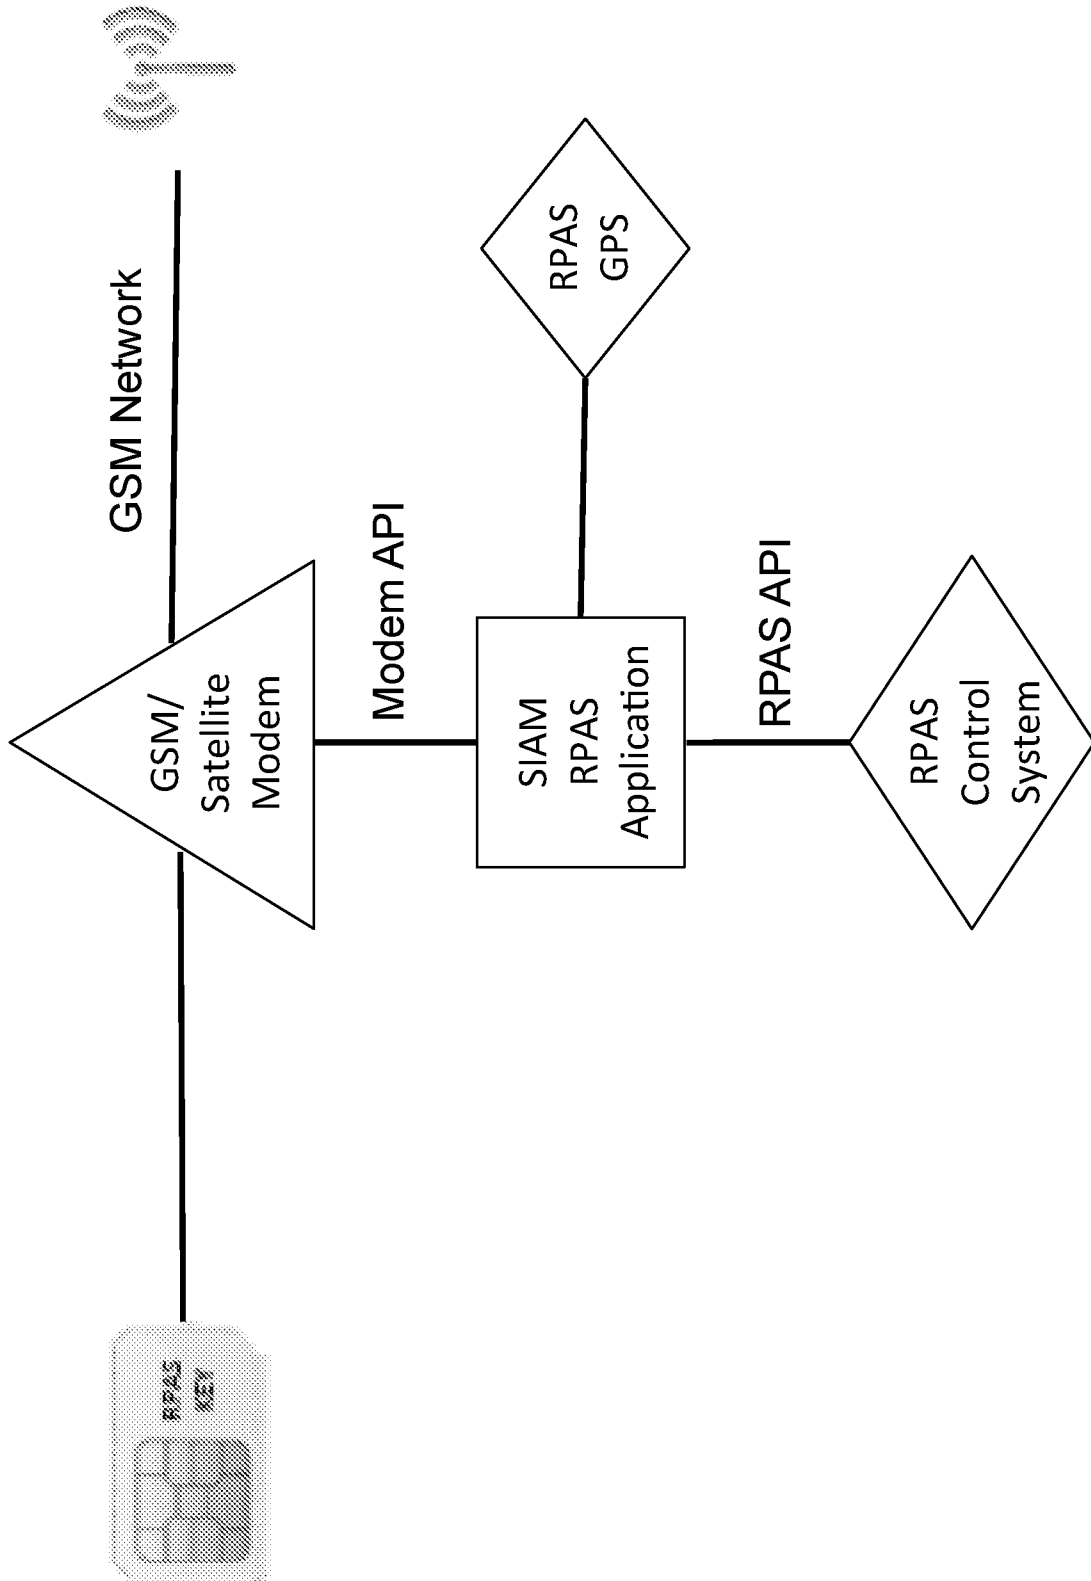 RPAS
KEY
GSM/
Satellite
Modem
GSM Network
Modem API
SIAM
RPAS
Application
RPAS
GPS
RPAS API
RPAS
Control
System